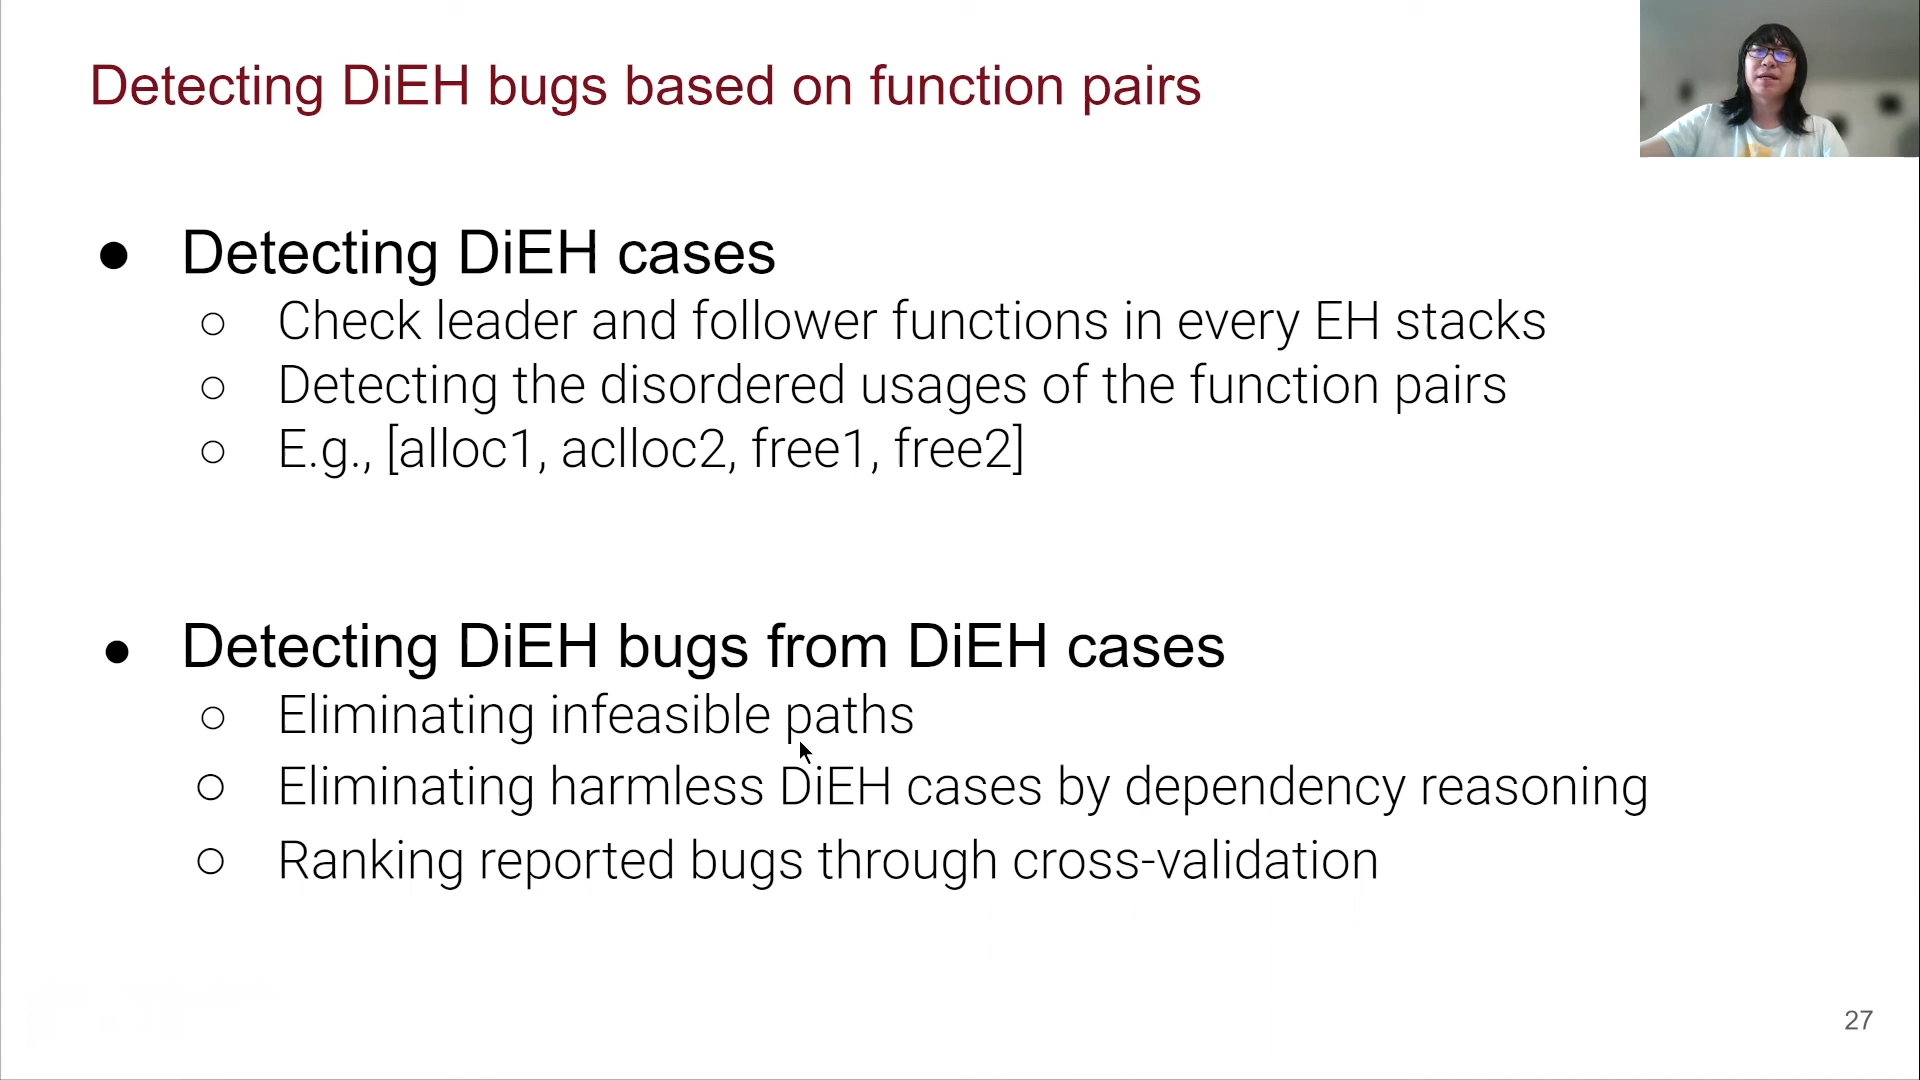 Detecting DiEH bugs based on function pairs
● Detecting DiEH cases
○ Check leader and follower functions in every EH stacks
○ Detecting the disordered usages of the function pairs
○ E.g., [alloc1, aclloc2, free1, free2]
● Detecting DiEH bugs from DiEH cases
○ Eliminating infeasible paths
○ Eliminating harmless DiEH cases by dependency reasoning
○ Ranking reported bugs through cross-validation
27